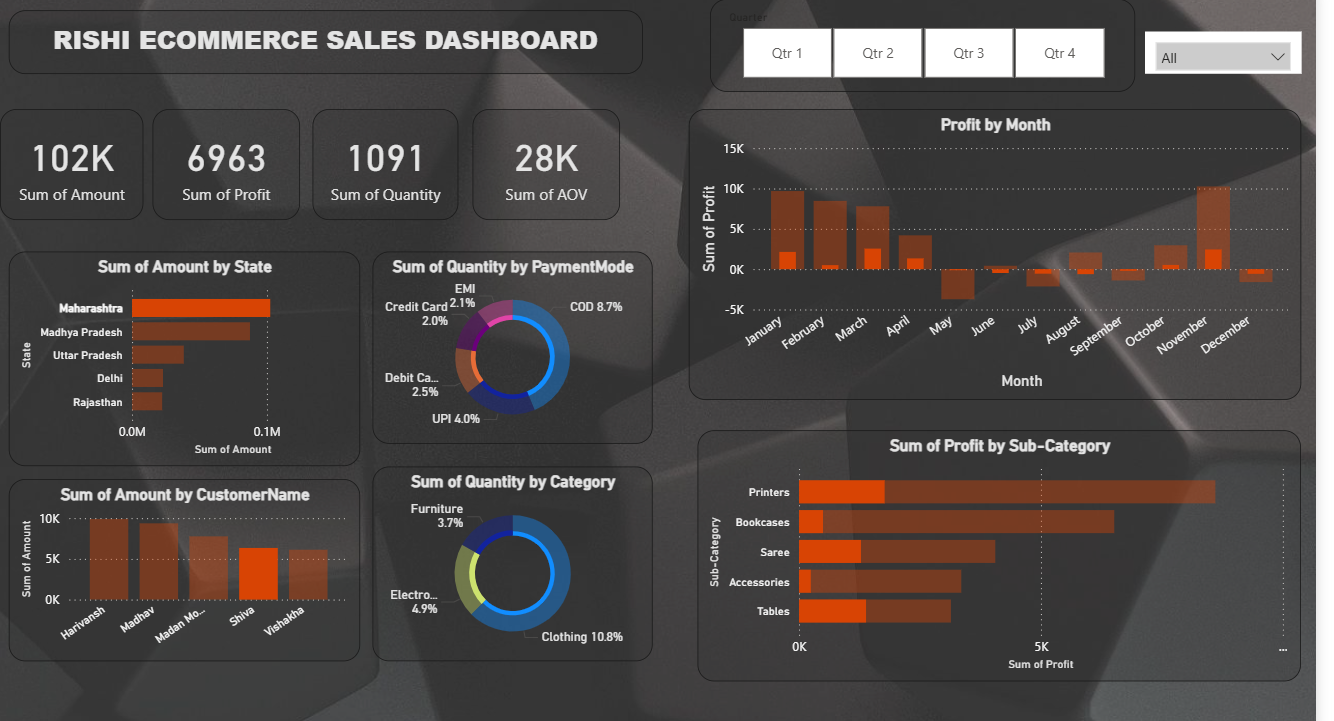 RISHI ECOMMERCE SALES DASHBOARD
Quarter
Qtr 1
Qtr 2
Qtr 3
Qtr 4
All
102K
Sum of Amount
6963
Sum of Profit
1091
Sum of Quantity
28K
Sum of AOV
Profit by Month
Sum of Profit
15K
10K
5K
0K
-5K
January
February
March
April
May
June
July
August
September
October
November
December
Month
Sum of Amount by State
State
Maharashtra
Madhya Pradesh
Uttar Pradesh
Delhi
Rajasthan
0.0M
0.1M
Sum of Amount
Sum of Quantity by PaymentMode
EMI
2.1%
Credit Card
2.0%
Debit Ca...
2.5%
UPI 4.0%
COD 8.7%
Sum of Amount by CustomerName
Sum of Amount
10K
5K
0K
Harivansh
Madhav
Madan Mo...
Shiva
Vishakha
Sum of Quantity by Category
Furniture
3.7%
Electro...
4.9%
Clothing 10.8%
Sum of Profit by Sub-Category
Sub-Category
Printers
Bookcases
Saree
Accessories
Tables
0K
5K
...
Sum of Profit